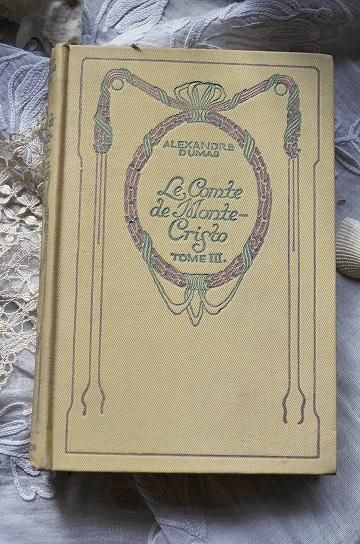 ALEXANDRE
DUMAS
Le Comte
de Monte-
Cristo
TOME III.